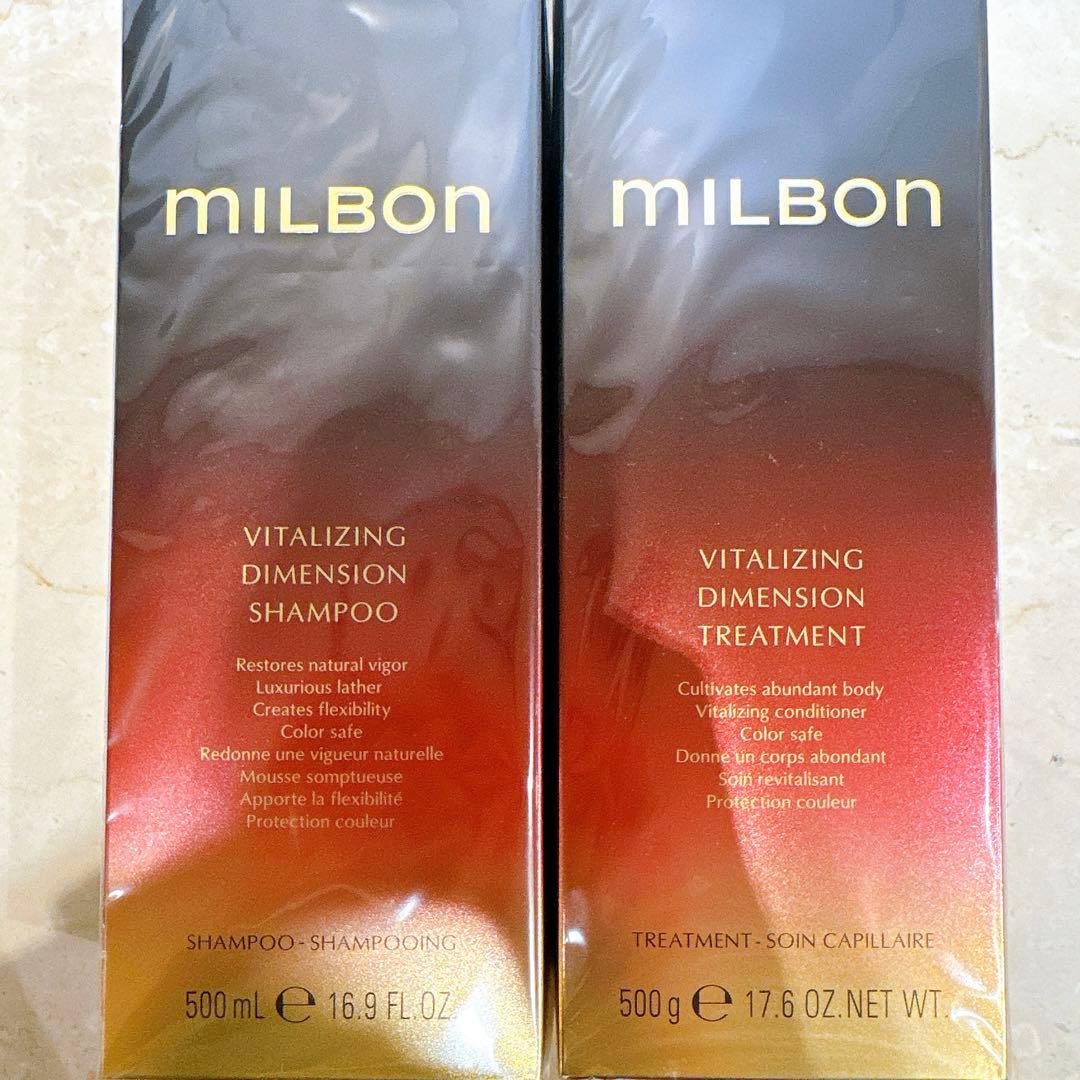 MILBON
VITALIZING
DIMENSION
SHAMPOO
Restores natural vigor
Luxurious lather
Creates flexibility
Color safe
Redonne une vigueur naturelle
Mousse somptueuse
Apporte la flexibilité
Protection couleur
SHAMPOO - SHAMPOOING
500 mL ℮ 16.9 FL.OZ.
MILBON
VITALIZING
DIMENSION
TREATMENT
Cultivates abundant body
Vitalizing conditioner
Color safe
Donne un corps abondant
Soin revitalisant
Protection couleur
TREATMENT - SOIN CAPILLAIRE
500 g ℮ 17.6 OZ.NET WT.